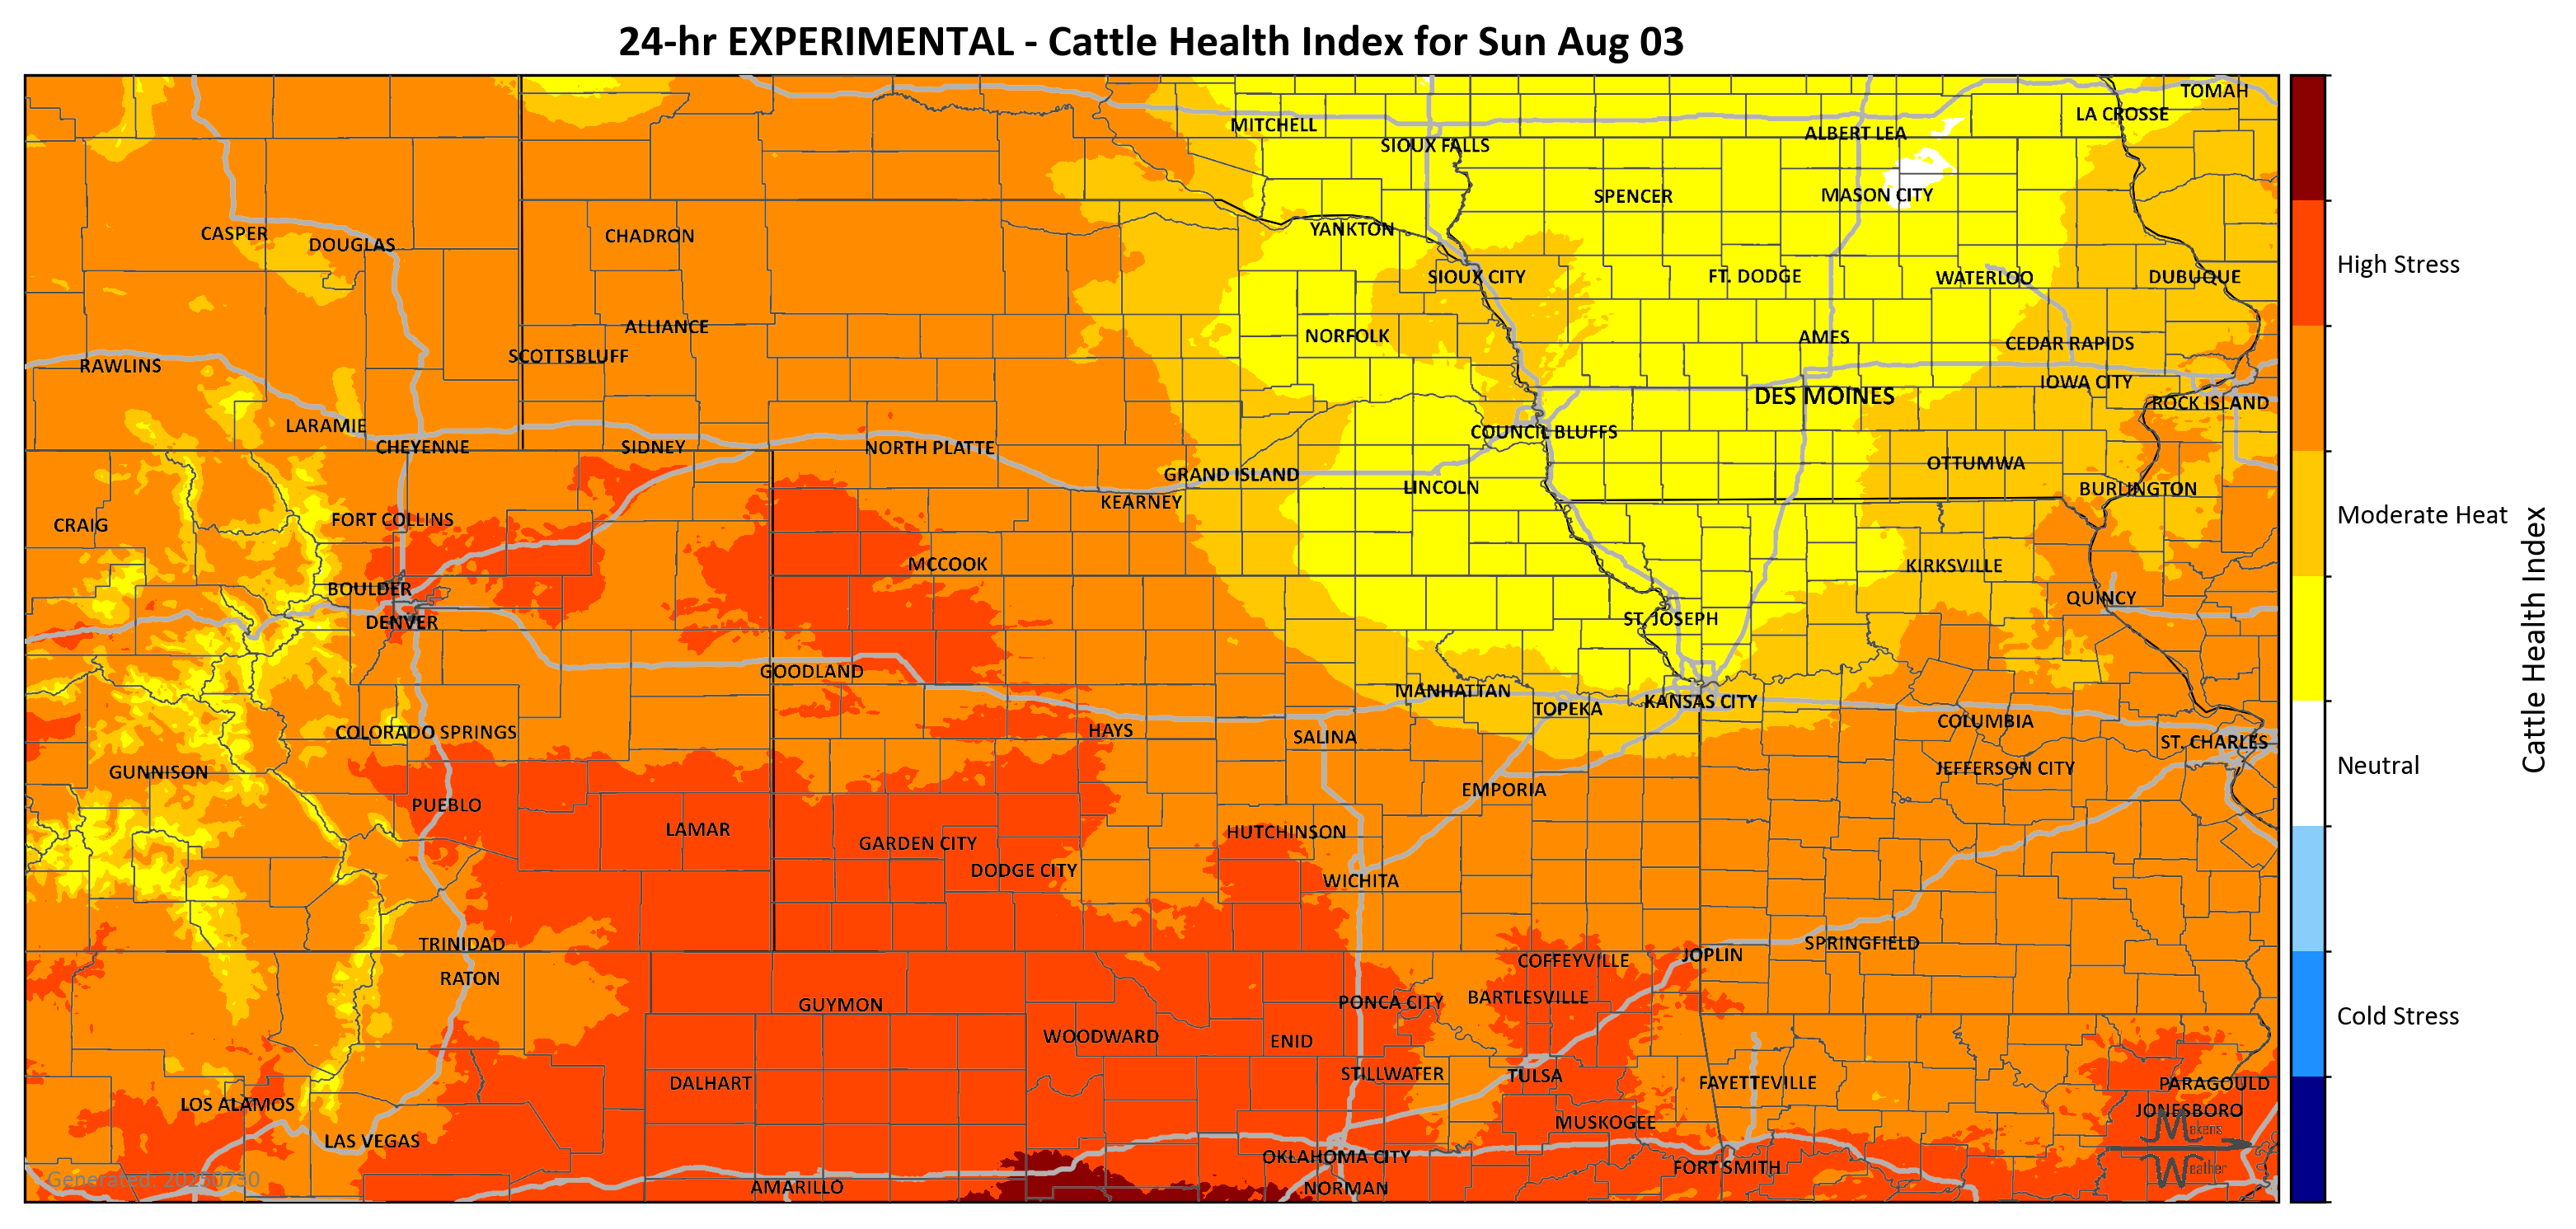 24-hr EXPERIMENTAL - Cattle Health Index for Sun Aug 03
TOMAH
LA CROSSE
MITCHELL
ALBERT LEA
SIOUX FALLS
SPENCER
MASON CITY
CASPER
DOUGLAS
CHADRON
YANKTON
SIOUX CITY
FT. DODGE
WATERLOO
DUBUQUE
High Stress
ALLIANCE
NORFOLK
AMES
CEDAR RAPIDS
SCOTTSBLUFF
RAWLINS
IOWA CITY
DES MOINES
ROCK ISLAND
LARAMIE
COUNCIL BLUFFS
CHEYENNE
SIDNEY
NORTH PLATTE
OTTUMWA
GRAND ISLAND
LINCOLN
BURLINGTON
KEARNEY
Moderate Heat
CRAIG
FORT COLLINS
MCCOOK
KIRKSVILLE
BOULDER
QUINCY
DENVER
ST. JOSEPH
Cattle Health Index
GOODLAND
MANHATTAN
KANSAS CITY
TOPEKA
COLORADO SPRINGS
HAYS
SALINA
COLUMBIA
ST. CHARLES
GUNNISON
JEFFERSON CITY
Neutral
EMPORIA
PUEBLO
LAMAR
HUTCHINSON
GARDEN CITY
DODGE CITY
WICHITA
TRINIDAD
SPRINGFIELD
COFFEYVILLE
JOPLIN
RATON
GUYMON
PONCA CITY
BARTLESVILLE
Cold Stress
WOODWARD
ENID
STILLWATER
TULSA
DALHART
FAYETTEVILLE
PARAGOULD
LOS ALAMOS
JONESBORO
MUSKOGEE
Makens
LAS VEGAS
OKLAHOMA CITY
FORT SMITH
Weather
Generated: 20250730
AMARILLO
NORMAN